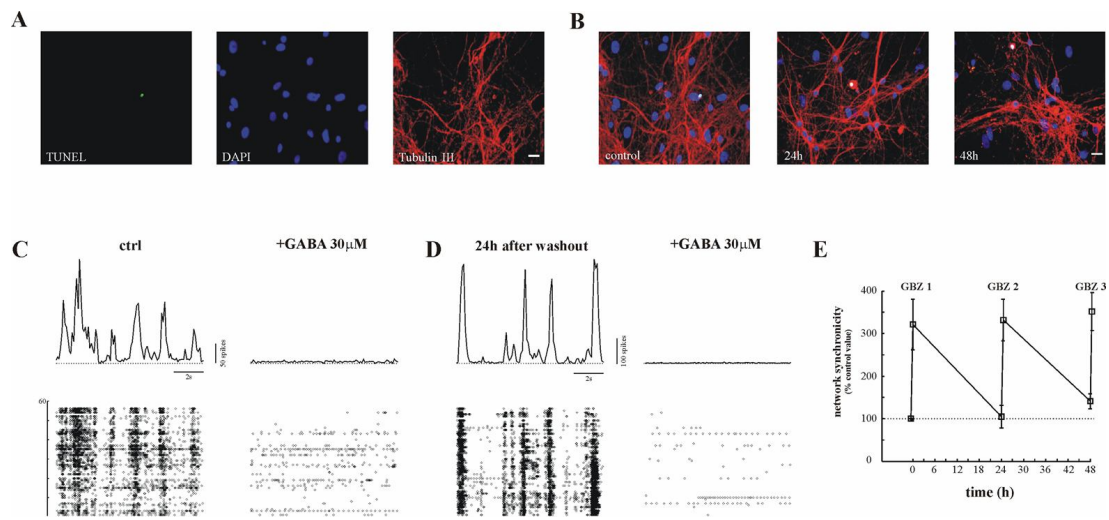 A
B
TUNEL
DAPI
Tubulin III
control
24h
48h
C
ctrl
+GABA 30μM
D
24h after washout
+GABA 30μM
E
50 spikes
2s
100 spikes
2s
60
GBZ 1
GBZ 2
GBZ 3
network synchronicity
(% control value)
400
300
200
100
0
0
6
12
18
24
30
36
42
48
time (h)